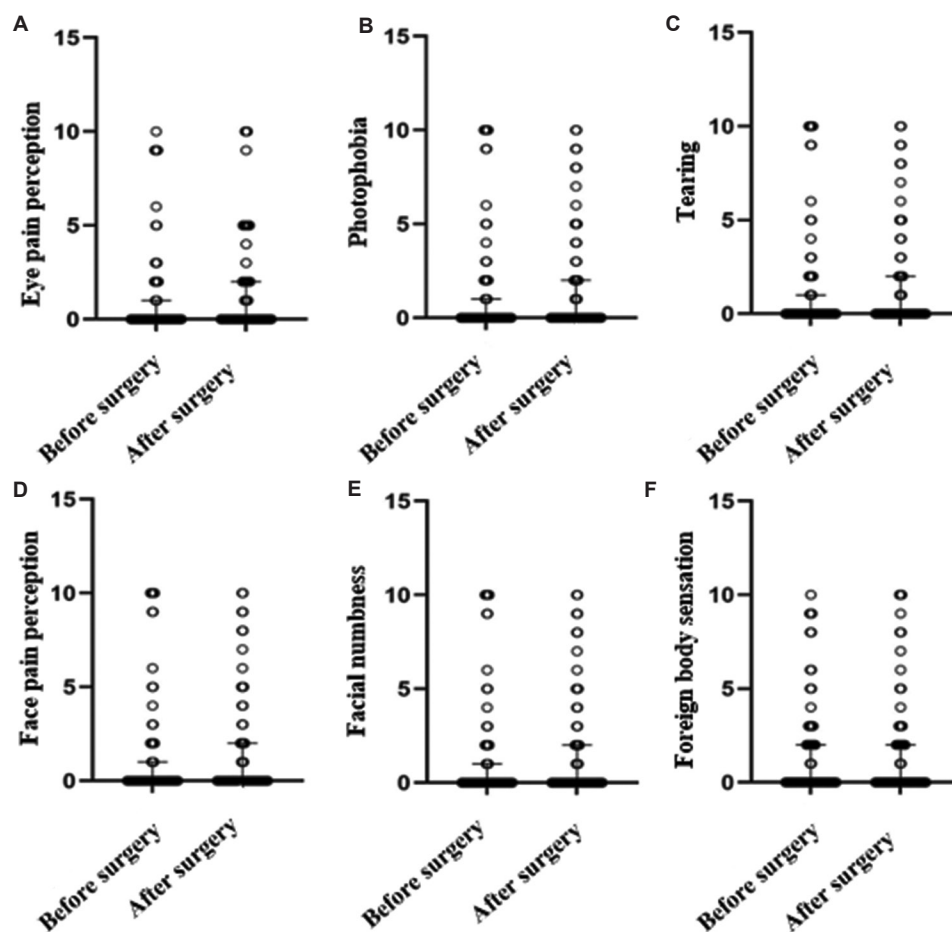 A
15
10
5
0
Eye pain perception
Before surgery
After surgery
B
15
10
5
0
Photophobia
Before surgery
After surgery
C
15
10
5
0
Tearing
Before surgery
After surgery
D
15
10
5
0
Face pain perception
Before surgery
After surgery
E
15
10
5
0
Facial numbness
Before surgery
After surgery
F
15
10
5
0
Foreign body sensation
Before surgery
After surgery